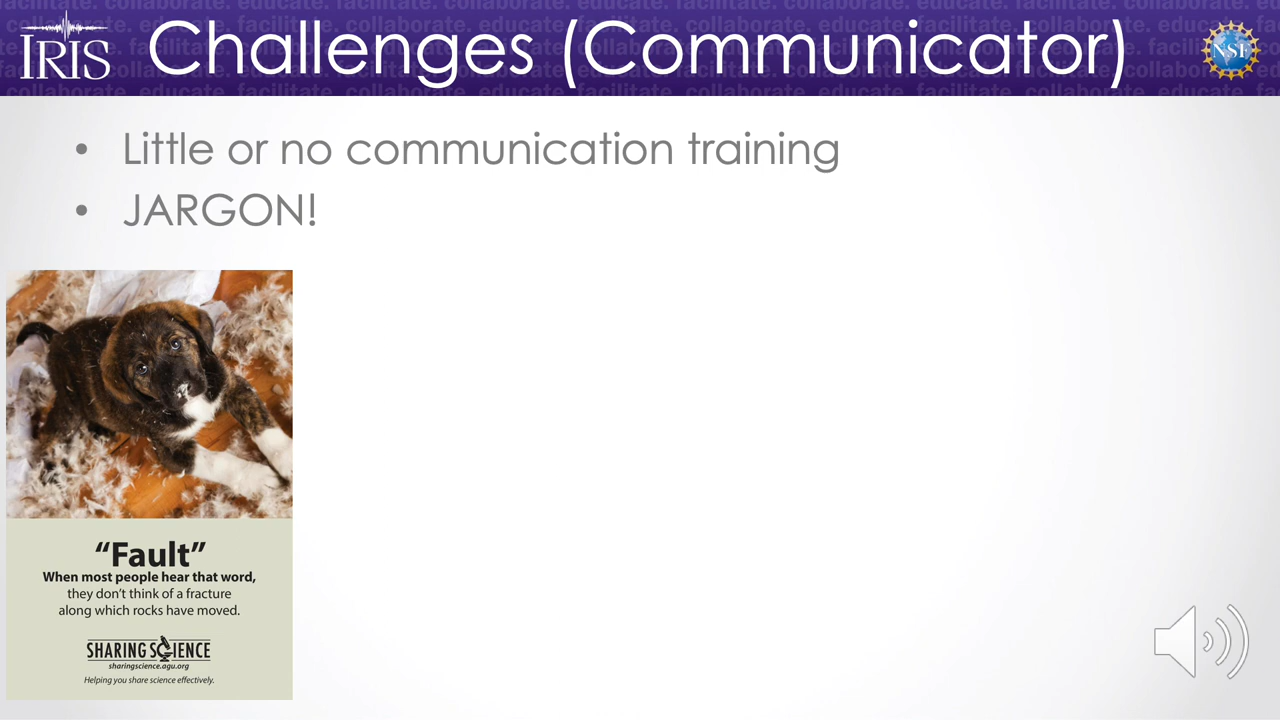 IRIS
Challenges (Communicator)
NSF
• Little or no communication training
• JARGON!
“Fault”
When most people hear that word,
they don’t think of a fracture
along which rocks have moved.
SHARING SCIENCE
sharingscience.agu.org
Helping you share science effectively.